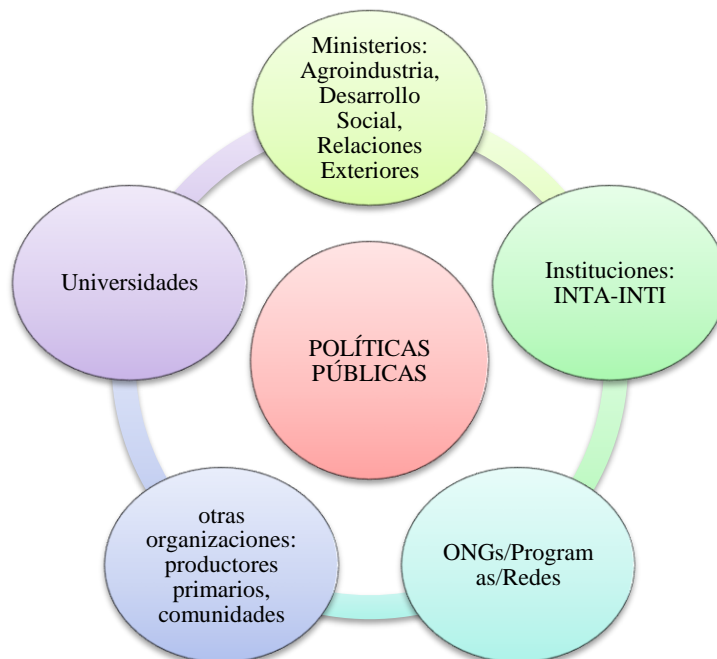 Ministerios:
Agroindustria,
Desarrollo
Social,
Relaciones
Exteriores
Instituciones:
INTA-INTI
ONGs/Program
as/Redes
otras
organizaciones:
productores
primarios,
comunidades
Universidades
POLÍTICAS
PÚBLICAS